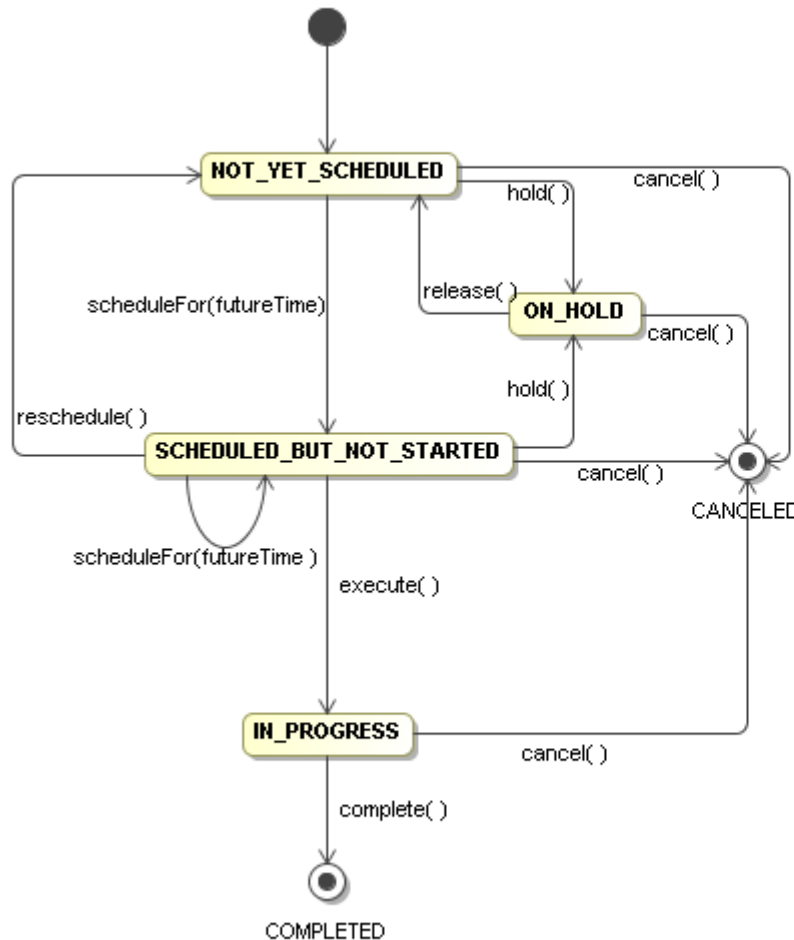 NOT_YET_SCHEDULED
cancel( )
hold( )
release( )
scheduleFor(futureTime)
ON_HOLD
cancel( )
hold( )
reschedule( )
SCHEDULED_BUT_NOT_STARTED
cancel( )
CANCELED
scheduleFor(futureTime )
execute( )
IN_PROGRESS
cancel( )
complete( )
COMPLETED